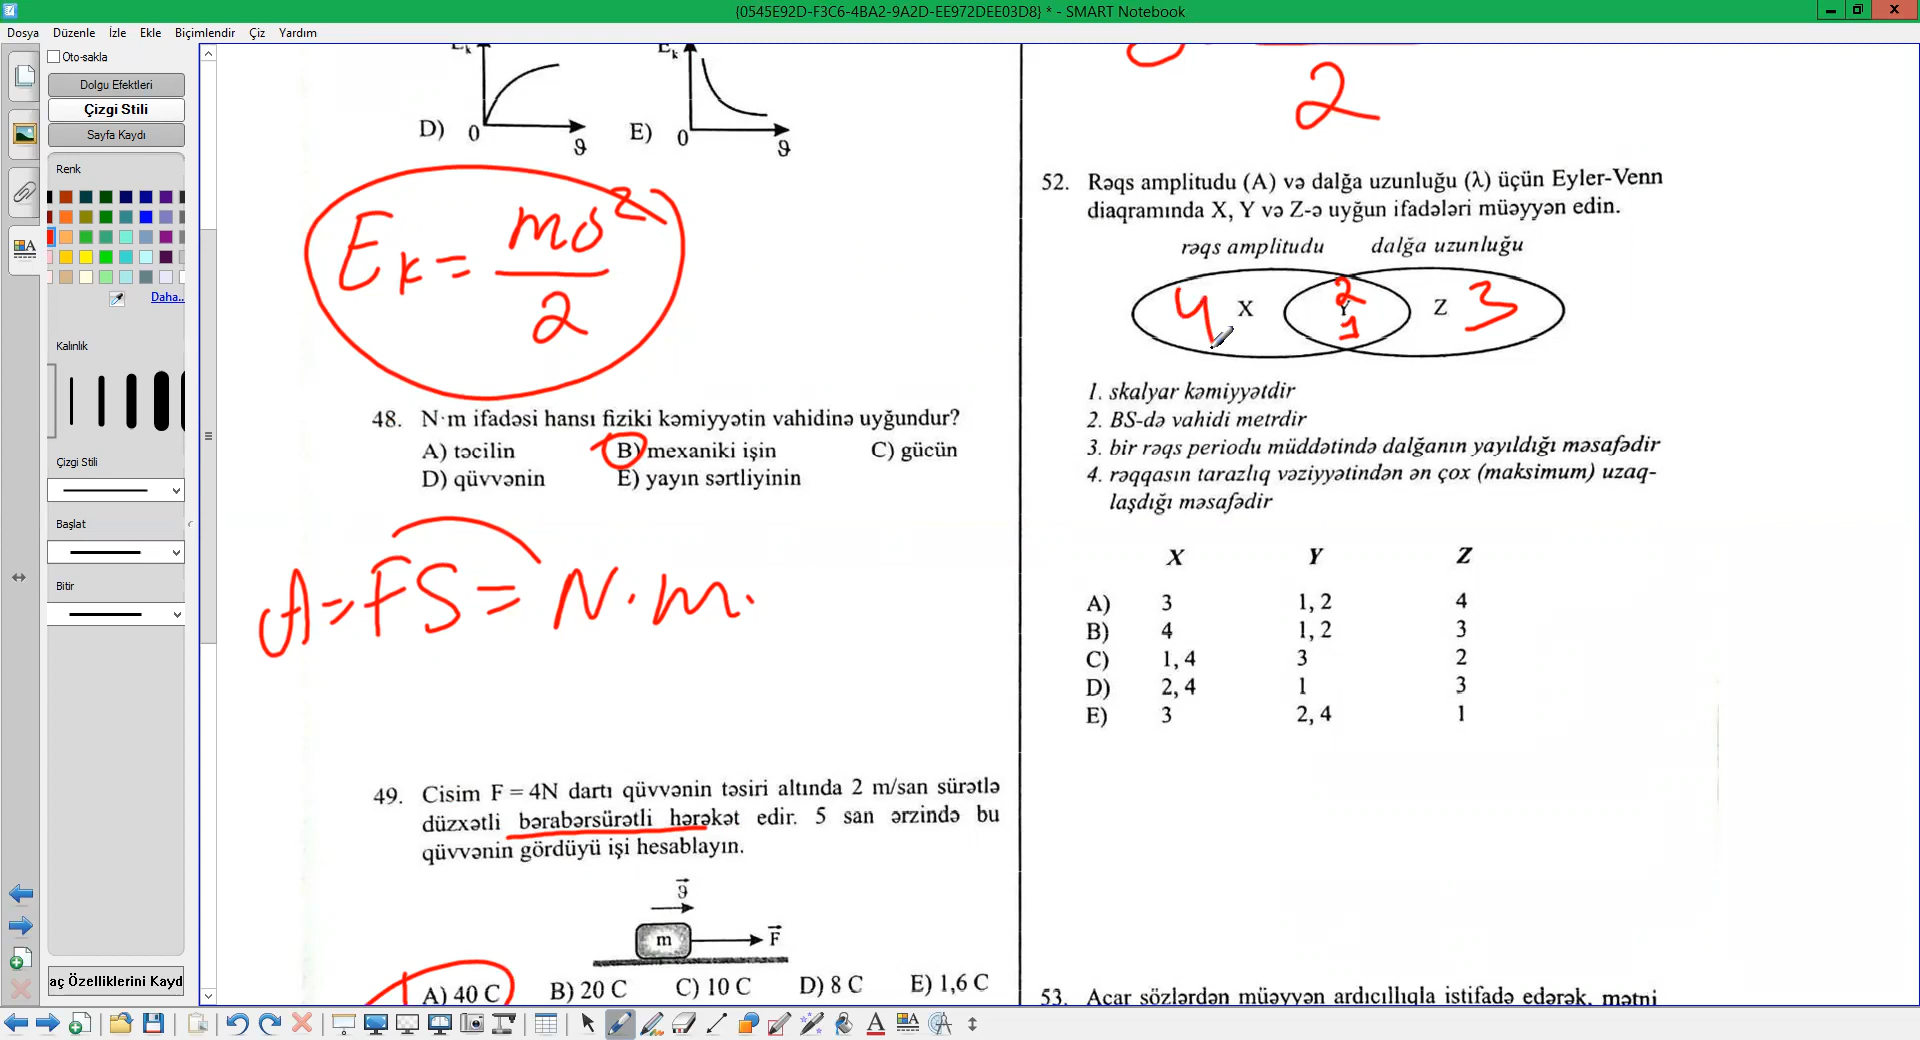 {0545E92D-F3C6-4BA2-9A2D-EE972DEE03D8} * - SMART Notebook
Dosya Düzenle İzle Ekle Biçimlendir Çiz Yardım
Oto-sakla
Dolgu Efektleri
Çizgi Stili
Sayfa Kaydı
Renk
Daha..
Kalınlık
Çizgi Stili
Başlat
Bitir
aç Özelliklerini Kayd
Ek Ek
D) 0 ϑ E) 0 ϑ
Eк = mϑ²
2
48. N·m ifadəsi hansı fiziki kəmiyyətin vahidinə uyğundur?
A) təcilin B) mexaniki işin C) gücün
D) qüvvənin E) yayın sərtliyinin
A = FS = N·m.
49. Cisim F = 4N dartı qüvvənin təsiri altında 2 m/san sürətlə
düzxətli bərabərsürətli hərəkət edir. 5 san ərzində bu
qüvvənin gördüyü işi hesablayın.
ϑ
m F
A) 40 C B) 20 C C) 10 C D) 8 C E) 1,6 C
2
52. Rəqs amplitudu (A) və dalğa uzunluğu (λ) üçün Eyler-Venn
diaqramında X, Y və Z-ə uyğun ifadələri müəyyən edin.
rəqs amplitudu dalğa uzunluğu
4 X 2 Y 1 Z 3
1. skalyar kəmiyyətdir
2. BS-də vahidi metrdir
3. bir rəqs periodu müddətində dalğanın yayıldığı məsafədir
4. rəqqasın tarazlıq vəziyyətindən ən çox (maksimum) uzaq-
laşdığı məsafədir
X Y Z
A) 3 1, 2 4
B) 4 1, 2 3
C) 1, 4 3 2
D) 2, 4 1 3
E) 3 2, 4 1
53. Açar sözlərdən müəyyən ardıcıllıqla istifadə edərək, mətni